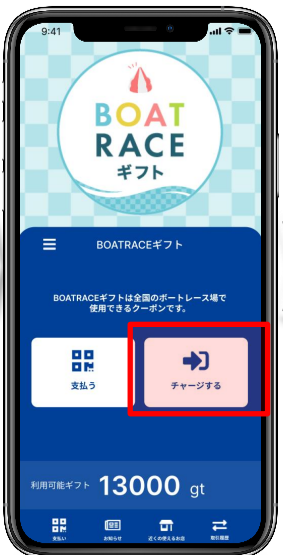 9:41
BOAT
RACE
ギフト
BOATRACEギフト
BOATRACEギフトは全国のボートレース場で
使用できるクーポンです。
支払う
チャージする
利用可能ギフト 13000 gt
支払い
お知らせ
近くの使えるお店
取引履歴